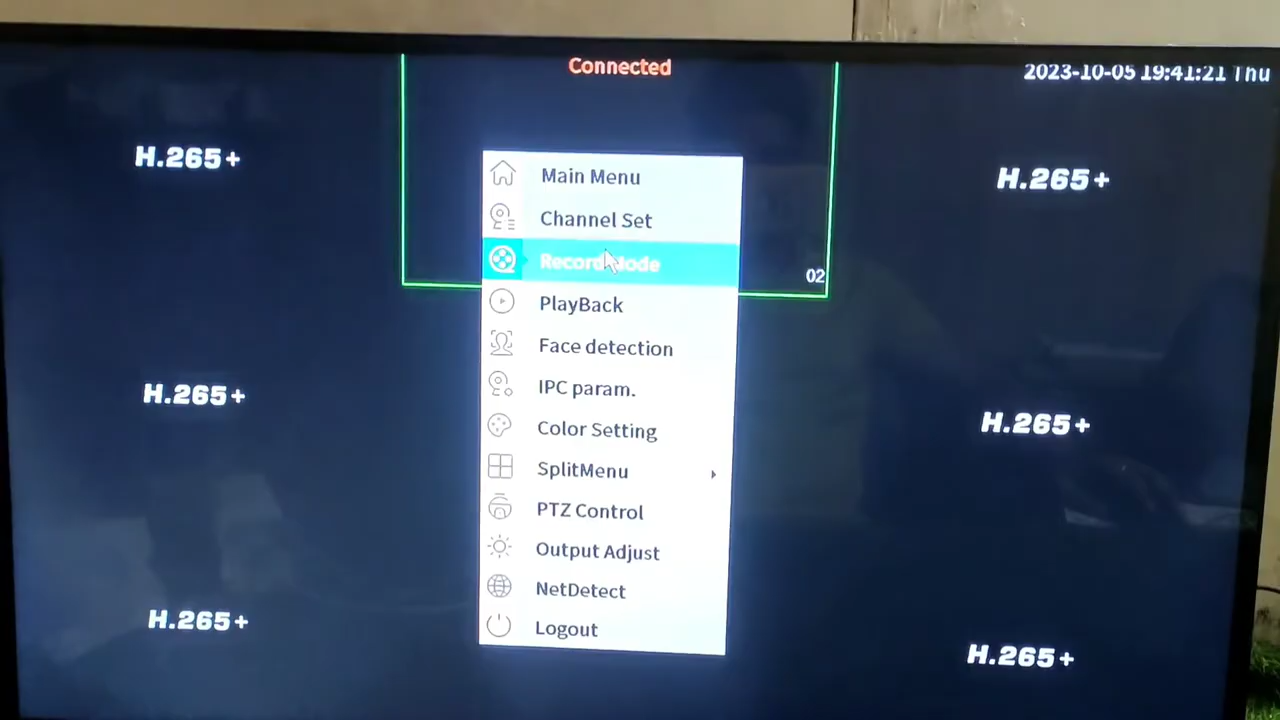 Connected
2023-10-05 19:41:21 Thu
H.265+
H.265+
Main Menu
Channel Set
Record Mode
02
PlayBack
Face detection
IPC param.
H.265+
H.265+
Color Setting
SplitMenu
PTZ Control
Output Adjust
NetDetect
Logout
H.265+
H.265+